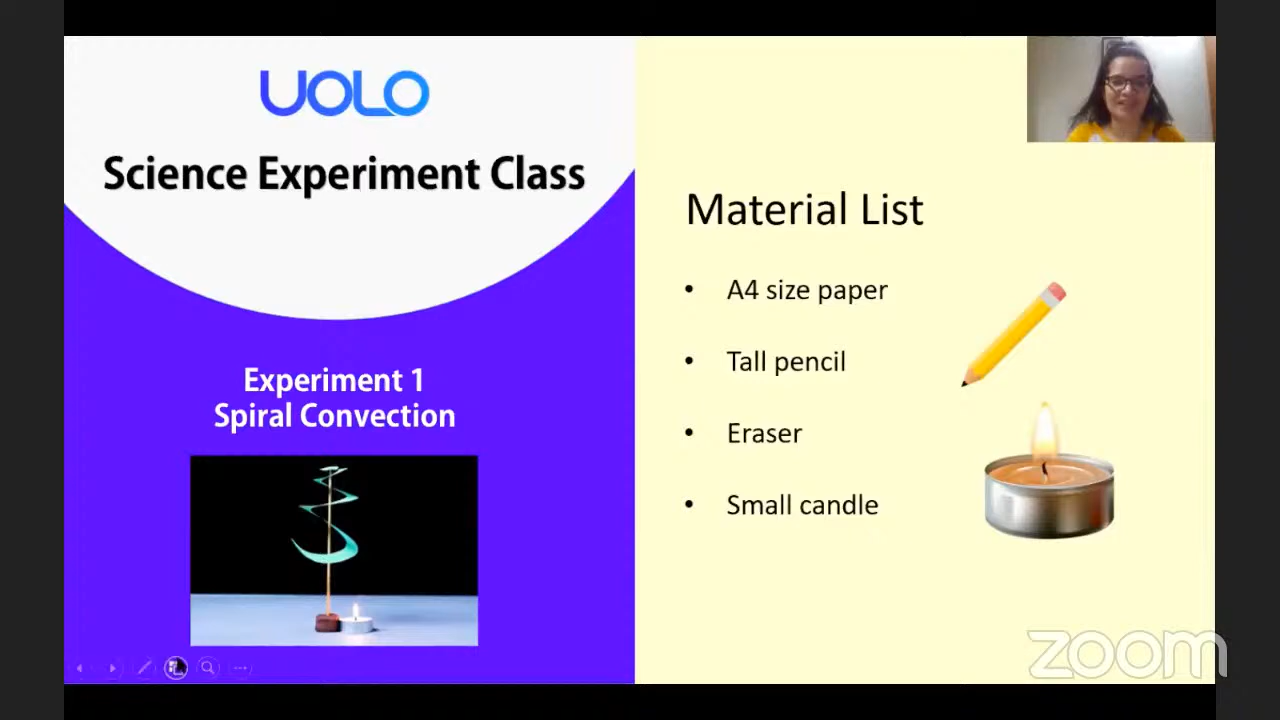 UOLO
Science Experiment Class
Experiment 1
Spiral Convection
Material List
• A4 size paper
• Tall pencil
• Eraser
• Small candle
zoom